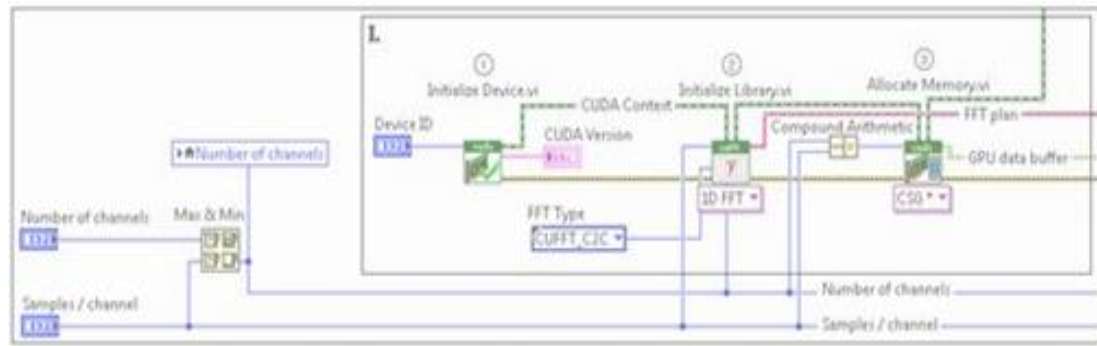 L
①
②
③
Initialize Device.vi
Initialize Library.vi
Allocate Memory.vi
CUDA Context
FFT plan
Device ID
CUDA Version
Compound Arithmetic
Number of channels
GPU data buffer
1D FFT
CSG *
Number of channels
Max & Min
FFT Type
CUFFT_C2C
Number of channels
Samples / channel
Samples / channel